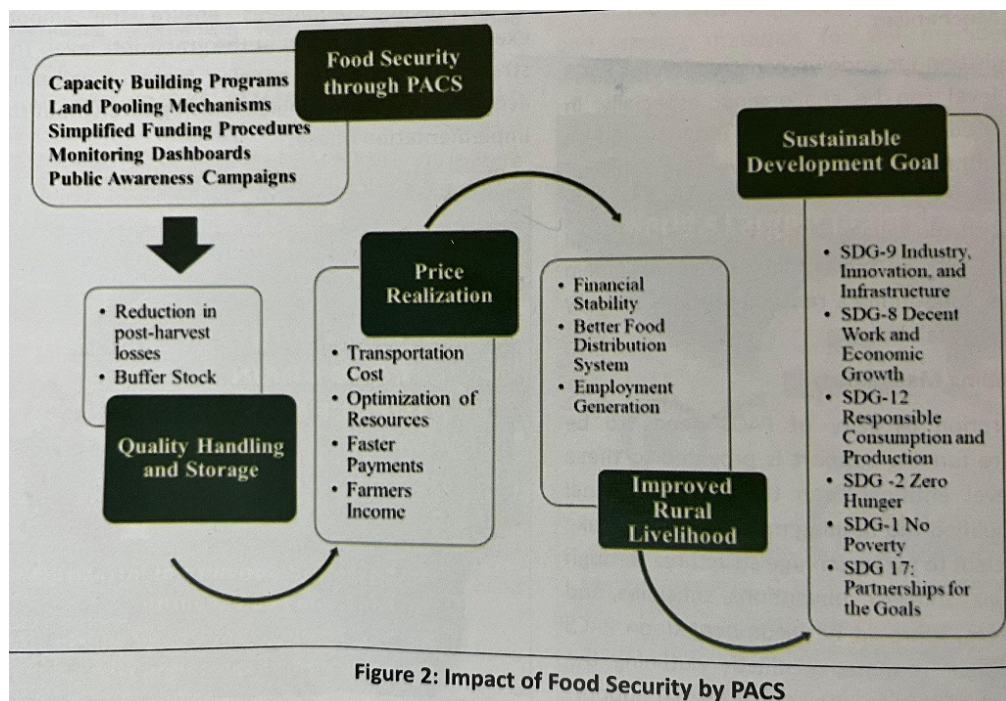 Food Security
through PACS
Capacity Building Programs
Land Pooling Mechanisms
Simplified Funding Procedures
Monitoring Dashboards
Public Awareness Campaigns
• Reduction in
post-harvest
losses
• Buffer Stock
Quality Handling
and Storage
Price
Realization
• Transportation
Cost
• Optimization of
Resources
• Faster
Payments
• Farmers
Income
• Financial
Stability
• Better Food
Distribution
System
• Employment
Generation
Improved
Rural
Livelihood
Sustainable
Development Goal
• SDG-9 Industry,
Innovation, and
Infrastructure
• SDG-8 Decent
Work and
Economic
Growth
• SDG-12
Responsible
Consumption and
Production
• SDG -2 Zero
Hunger
• SDG-1 No
Poverty
• SDG 17:
Partnerships for
the Goals
Figure 2: Impact of Food Security by PACS